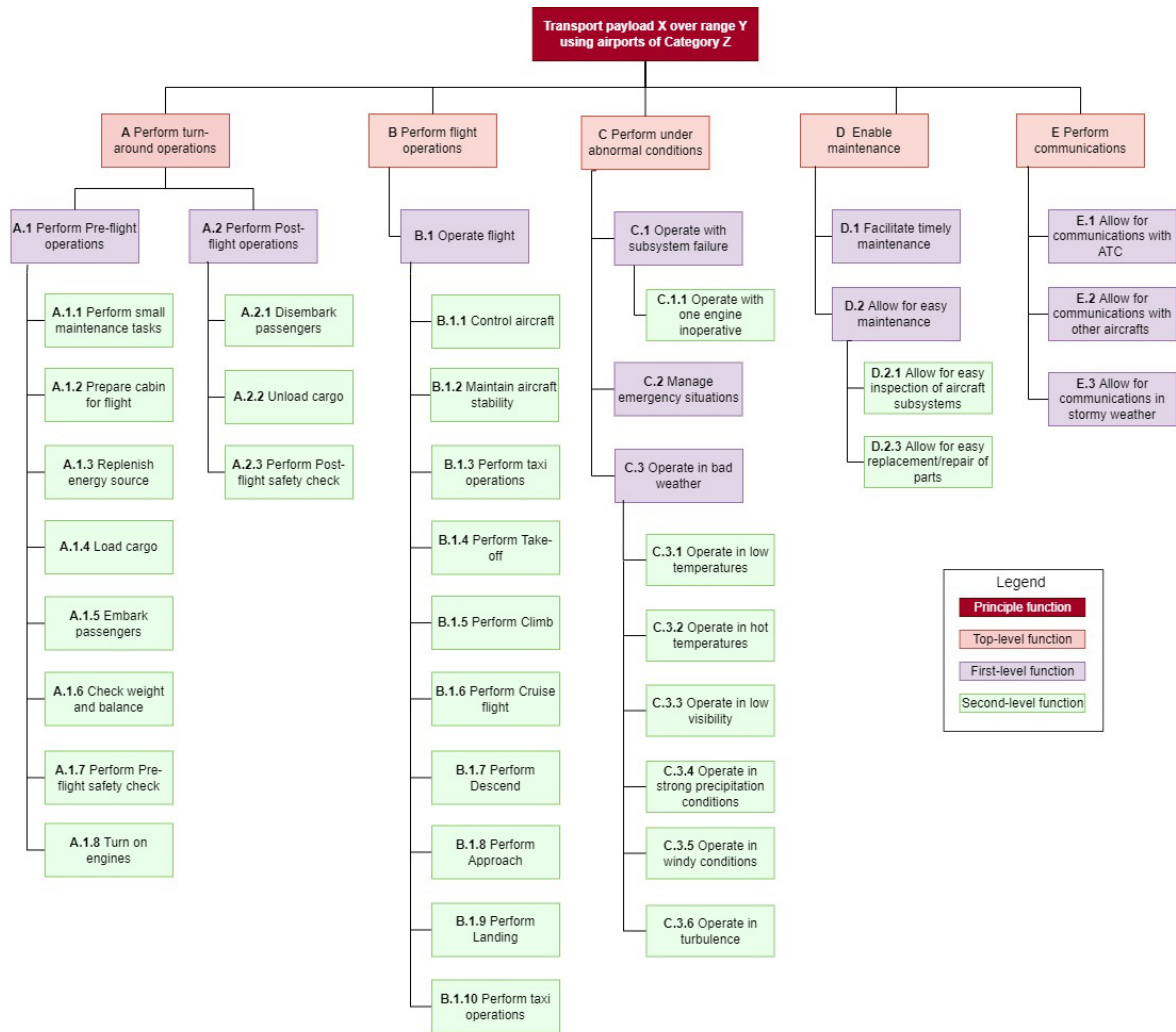 Transport payload X over range Y
using airports of Category Z
A Perform turn-
around operations
B Perform flight
operations
C Perform under
abnormal conditions
D Enable
maintenance
E Perform
communications
A.1 Perform Pre-flight
operations
A.1.1 Perform small
maintenance tasks
A.1.2 Prepare cabin
for flight
A.1.3 Replenish
energy source
A.1.4 Load cargo
A.1.5 Embark
passengers
A.1.6 Check weight
and balance
A.1.7 Perform Pre-
flight safety check
A.1.8 Turn on
engines
A.2 Perform Post-
flight operations
A.2.1 Disembark
passengers
A.2.2 Unload cargo
A.2.3 Perform Post-
flight safety check
B.1 Operate flight
B.1.1 Control aircraft
B.1.2 Maintain aircraft
stability
B.1.3 Perform taxi
operations
B.1.4 Perform Take-
off
B.1.5 Perform Climb
B.1.6 Perform Cruise
flight
B.1.7 Perform
Descend
B.1.8 Perform
Approach
B.1.9 Perform
Landing
B.1.10 Perform taxi
operations
C.1 Operate with
subsystem failure
C.1.1 Operate with
one engine
inoperative
C.2 Manage
emergency situations
C.3 Operate in bad
weather
C.3.1 Operate in low
temperatures
C.3.2 Operate in hot
temperatures
C.3.3 Operate in low
visibility
C.3.4 Operate in
strong precipitation
conditions
C.3.5 Operate in
windy conditions
C.3.6 Operate in
turbulence
D.1 Facilitate timely
maintenance
D.2 Allow for easy
maintenance
D.2.1 Allow for easy
inspection of aircraft
subsystems
D.2.3 Allow for easy
replacement/repair of
parts
E.1 Allow for
communications with
ATC
E.2 Allow for
communications with
other aircrafts
E.3 Allow for
communications in
stormy weather
Legend
Principle function
Top-level function
First-level function
Second-level function